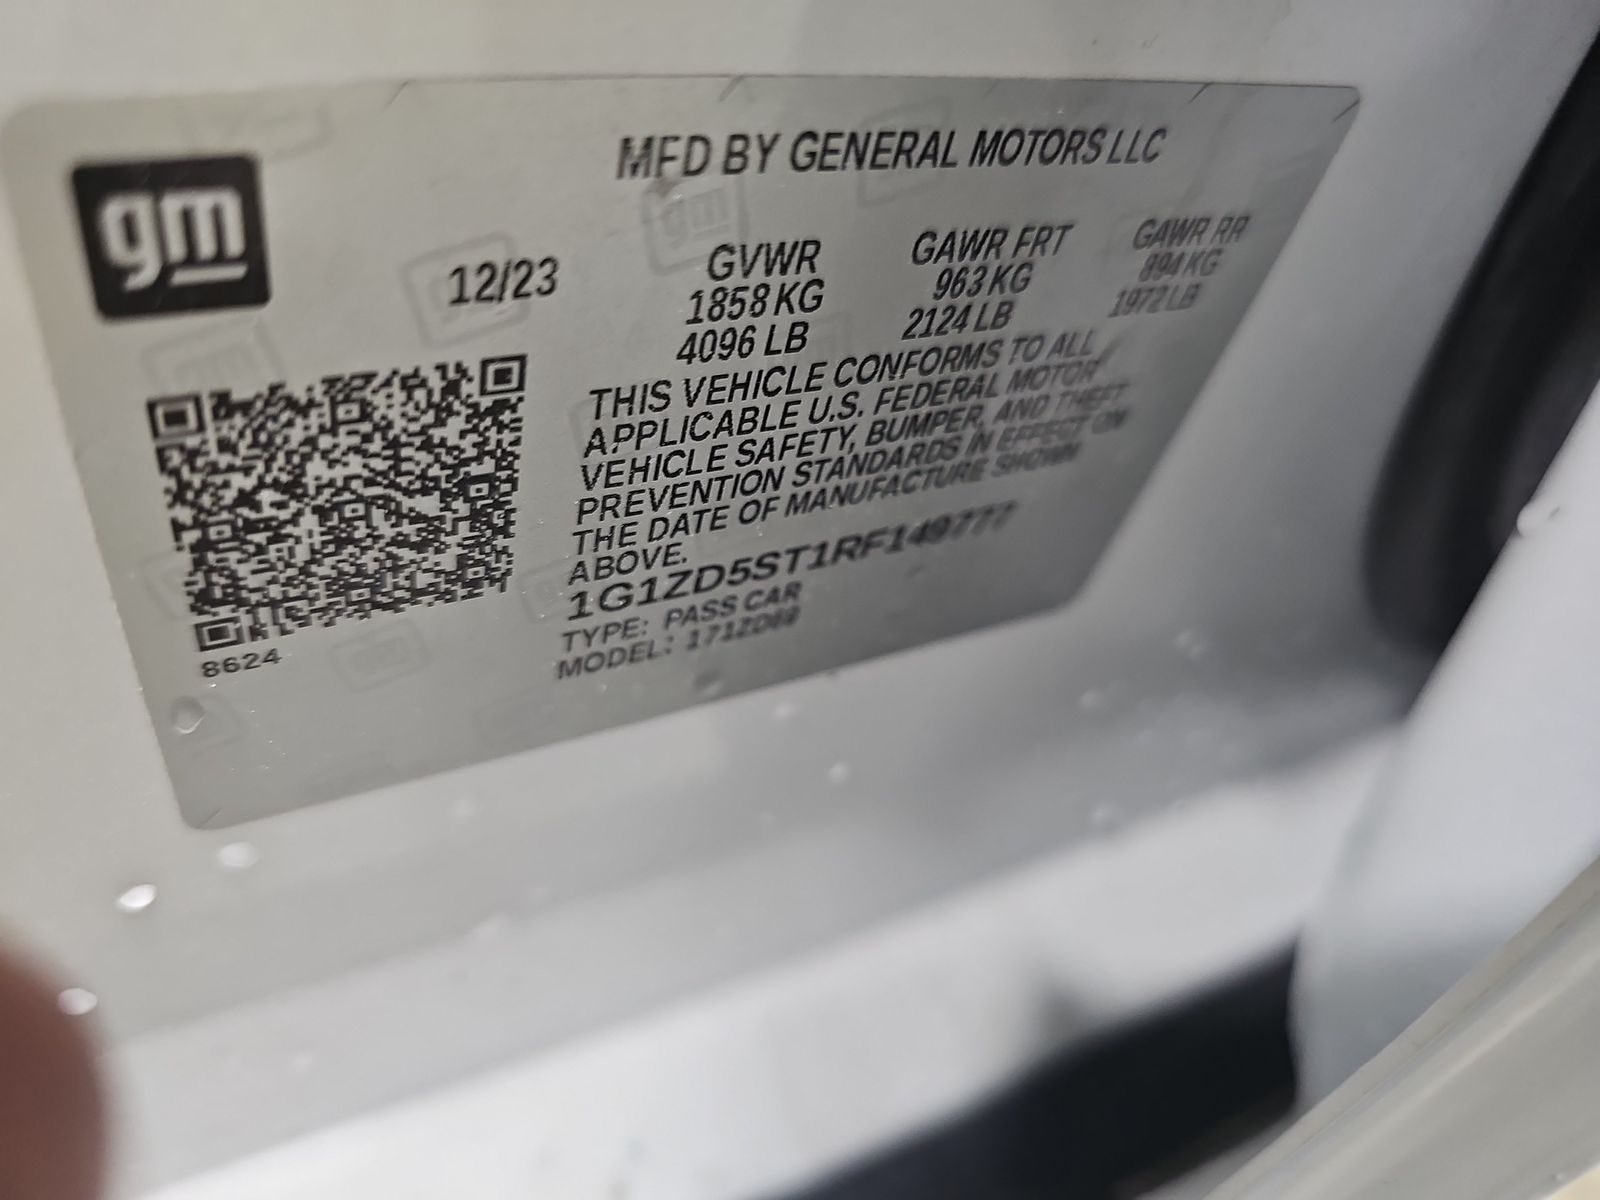 gm
MFD BY GENERAL MOTORS LLC
12/23
GVWR
1858 KG
4096 LB
GAWR FRT
963 KG
2124 LB
GAWR RR
894 KG
1972 LB
THIS VEHICLE CONFORMS TO ALL
APPLICABLE U.S. FEDERAL MOTOR
VEHICLE SAFETY, BUMPER, AND THEFT
PREVENTION STANDARDS IN EFFECT ON
THE DATE OF MANUFACTURE SHOWN
ABOVE.
1G1ZD5ST1RF149777
TYPE: PASS CAR
MODEL: 1712D69
8624